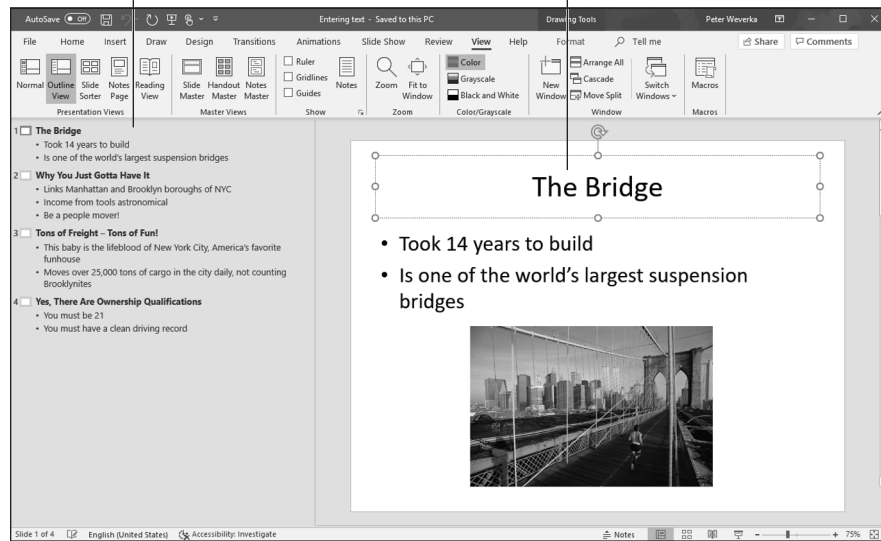 AutoSave Off Entering text - Saved to this PC Drawing Tools Peter Weverka
File Home Insert Draw Design Transitions Animations Slide Show Review View Help Format Tell me Share Comments
Normal Outline View Slide Sorter Notes Page Reading View
Presentation Views
Slide Master Handout Master Notes Master
Master Views
Ruler
Gridlines
Guides
Notes
Show
Zoom Fit to Window
Zoom
Color
Grayscale
Black and White
Color/Grayscale
New Window
Arrange All
Cascade
Move Split
Switch Windows
Window
Macros
Macros
1 The Bridge
• Took 14 years to build
• Is one of the world's largest suspension bridges
2 Why You Just Gotta Have It
• Links Manhattan and Brooklyn boroughs of NYC
• Income from tools astronomical
• Be a people mover!
3 Tons of Freight – Tons of Fun!
• This baby is the lifeblood of New York City, America's favorite
funhouse
• Moves over 25,000 tons of cargo in the city daily, not counting
Brooklynites
4 Yes, There Are Ownership Qualifications
• You must be 21
• You must have a clean driving record
The Bridge
• Took 14 years to build
• Is one of the world's largest suspension
bridges
Slide 1 of 4 English (United States) Accessibility: Investigate Notes 75%